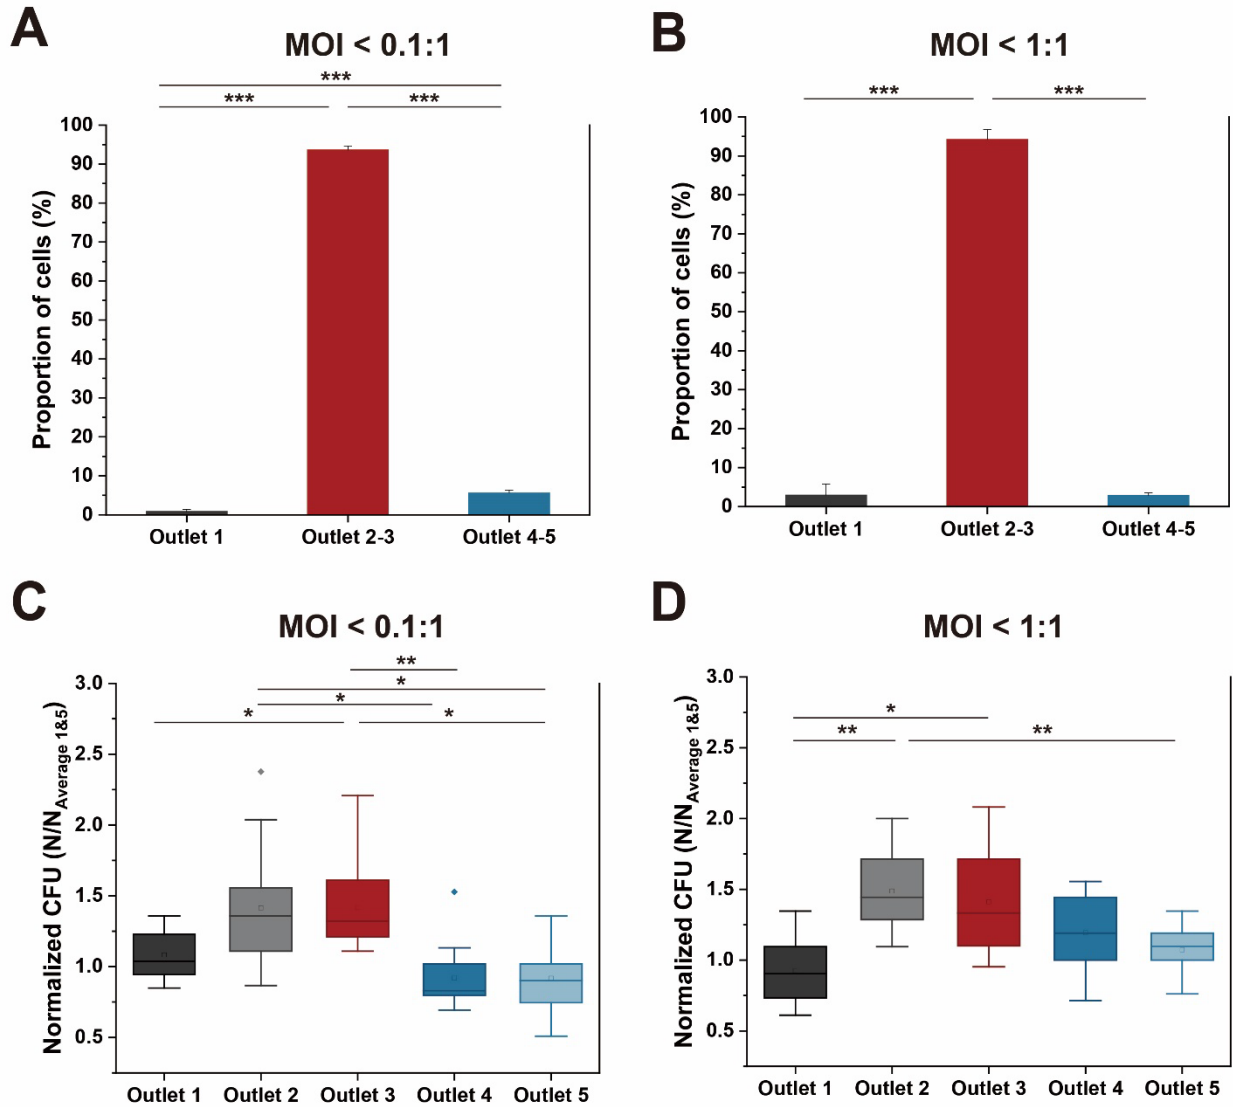 A
MOI < 0.1:1
***
***
***
Proportion of cells (%)
100
90
80
70
60
50
40
30
20
10
0
Outlet 1
Outlet 2-3
Outlet 4-5
B
MOI < 1:1
***
***
Proportion of cells (%)
100
90
80
70
60
50
40
30
20
10
0
Outlet 1
Outlet 2-3
Outlet 4-5
C
MOI < 0.1:1
**
*
*
*
*
Normalized CFU (N/NAverage 1&5)
3.0
2.5
2.0
1.5
1.0
0.5
Outlet 1
Outlet 2
Outlet 3
Outlet 4
Outlet 5
D
MOI < 1:1
*
**
**
Normalized CFU (N/NAverage 1&5)
3.0
2.5
2.0
1.5
1.0
0.5
Outlet 1
Outlet 2
Outlet 3
Outlet 4
Outlet 5